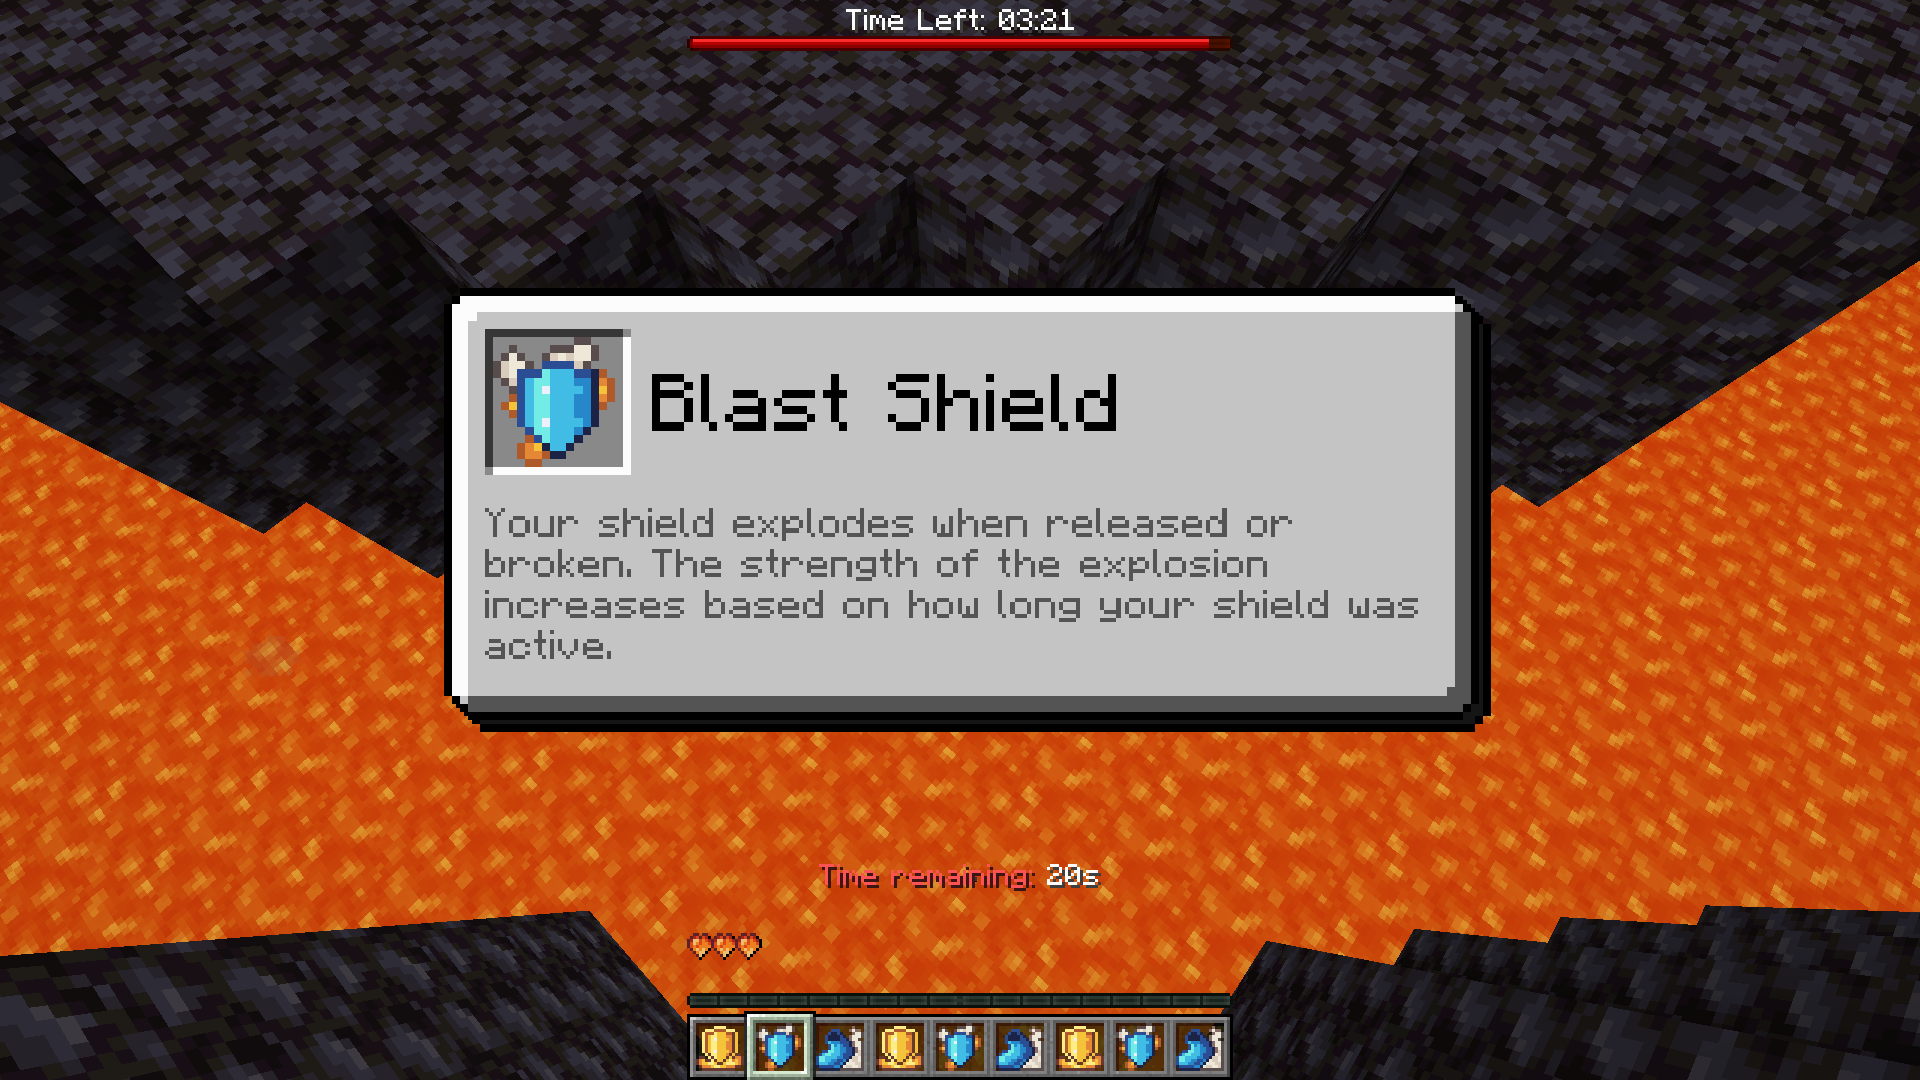 Time Left: 03:21
Blast Shield
Your shield explodes when released or
broken. The strength of the explosion
increases based on how long your shield was
active.
Time remaining: 20s